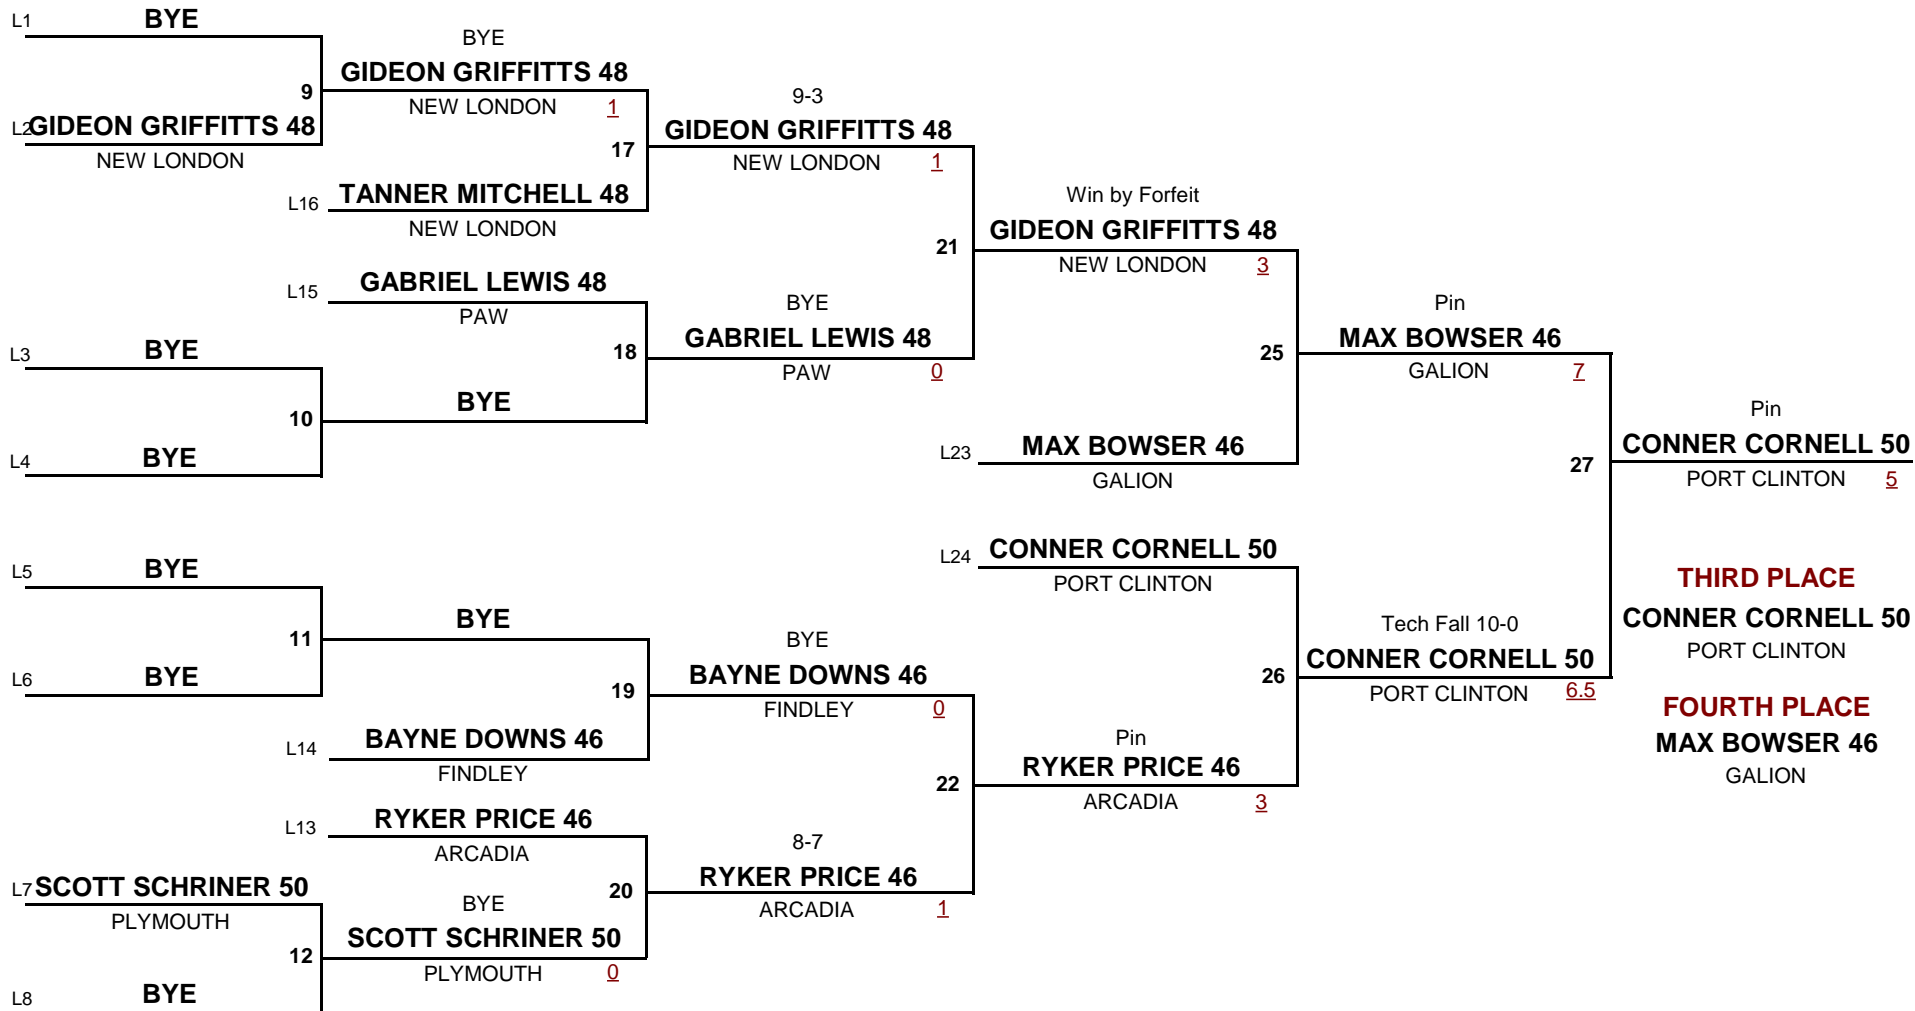 L1 BYE
BYE
GIDEON GRIFFITTS 48
9
NEW LONDON 1
9-3
L2 GIDEON GRIFFITTS 48
GIDEON GRIFFITTS 48
NEW LONDON
17
NEW LONDON 1
L16 TANNER MITCHELL 48
Win by Forfeit
NEW LONDON
GIDEON GRIFFITTS 48
21
NEW LONDON 3
L15 GABRIEL LEWIS 48
PAW
BYE
Pin
L3 BYE
18
GABRIEL LEWIS 48
25
MAX BOWSER 46
PAW 0
GALION 7
BYE
10
Pin
L4 BYE
L23 MAX BOWSER 46
CONNER CORNELL 50
27
GALION
PORT CLINTON 5
L24 CONNER CORNELL 50
L5 BYE
PORT CLINTON
THIRD PLACE
BYE
CONNER CORNELL 50
11
BYE
Tech Fall 10-0
PORT CLINTON
L6 BYE
19
BAYNE DOWNS 46
26
CONNER CORNELL 50
FINDLEY 0
PORT CLINTON 6.5
FOURTH PLACE
L14 BAYNE DOWNS 46
Pin
MAX BOWSER 46
FINDLEY
RYKER PRICE 46
GALION
22
ARCADIA 3
L13 RYKER PRICE 46
ARCADIA
8-7
L7 SCOTT SCHRINER 50
20
RYKER PRICE 46
PLYMOUTH
BYE
ARCADIA 1
12
SCOTT SCHRINER 50
PLYMOUTH 0
L8 BYE